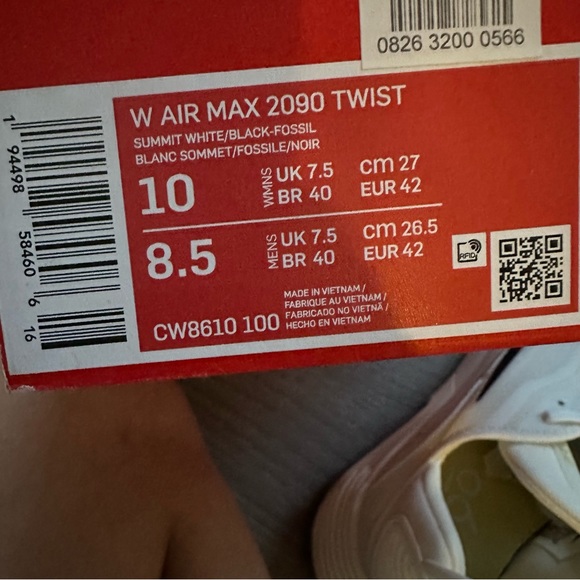 0826 3200 0566
W AIR MAX 2090 TWIST
SUMMIT WHITE/BLACK-FOSSIL
BLANC SOMMET/FOSSILE/NOIR
10 WMNS UK 7.5 cm 27
BR 40 EUR 42
8.5 MENS UK 7.5 cm 26.5
BR 40 EUR 42
RFID
CW8610 100
MADE IN VIETNAM /
FABRIQUE AU VIETNAM /
FABRICADO NO VIETNÃ /
HECHO EN VIETNAM
1 94498 58460 6 16